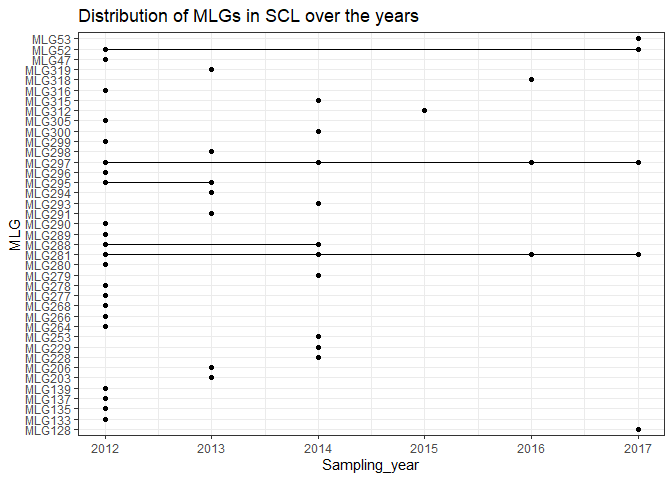 Distribution of MLGs in SCL over the years
MLG53
MLG52
MLG47
MLG319
MLG318
MLG316
MLG315
MLG312
MLG305
MLG300
MLG299
MLG298
MLG297
MLG296
MLG295
MLG294
MLG293
MLG291
MLG290
MLG289
MLG288
MLG281
MLG280
MLG279
MLG278
MLG277
MLG268
MLG266
MLG264
MLG253
MLG229
MLG228
MLG206
MLG203
MLG139
MLG137
MLG135
MLG133
MLG128
MLG
2012 2013 2014 2015 2016 2017
Sampling_year